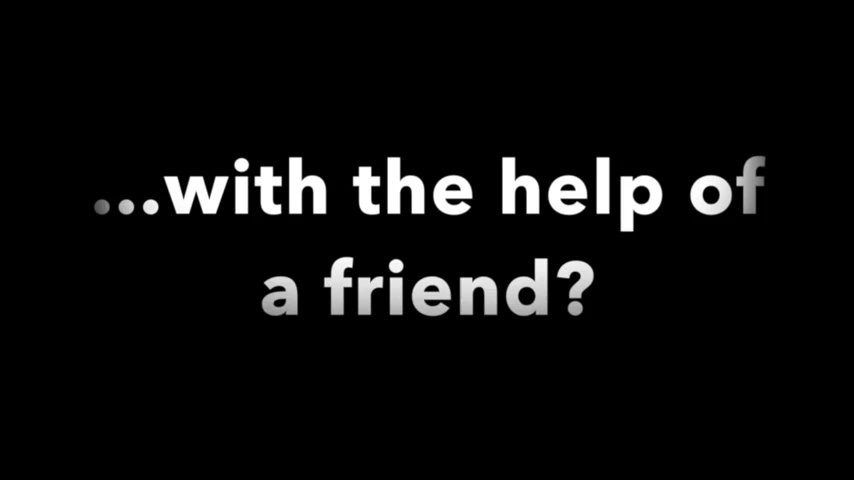 ...with the help of
a friend?